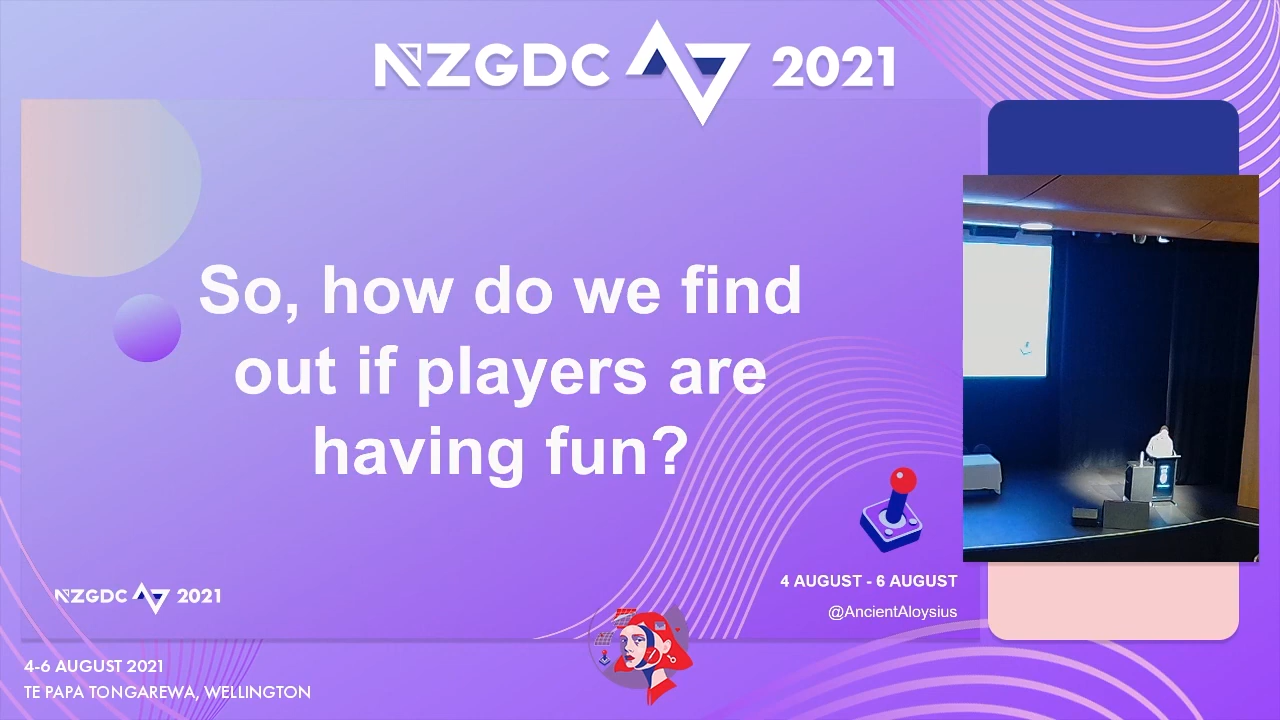 NZGDC 2021
So, how do we find
out if players are
having fun?
4 AUGUST - 6 AUGUST
@AncientAloysius
NZGDC 2021
4-6 AUGUST 2021
TE PAPA TONGAREWA, WELLINGTON